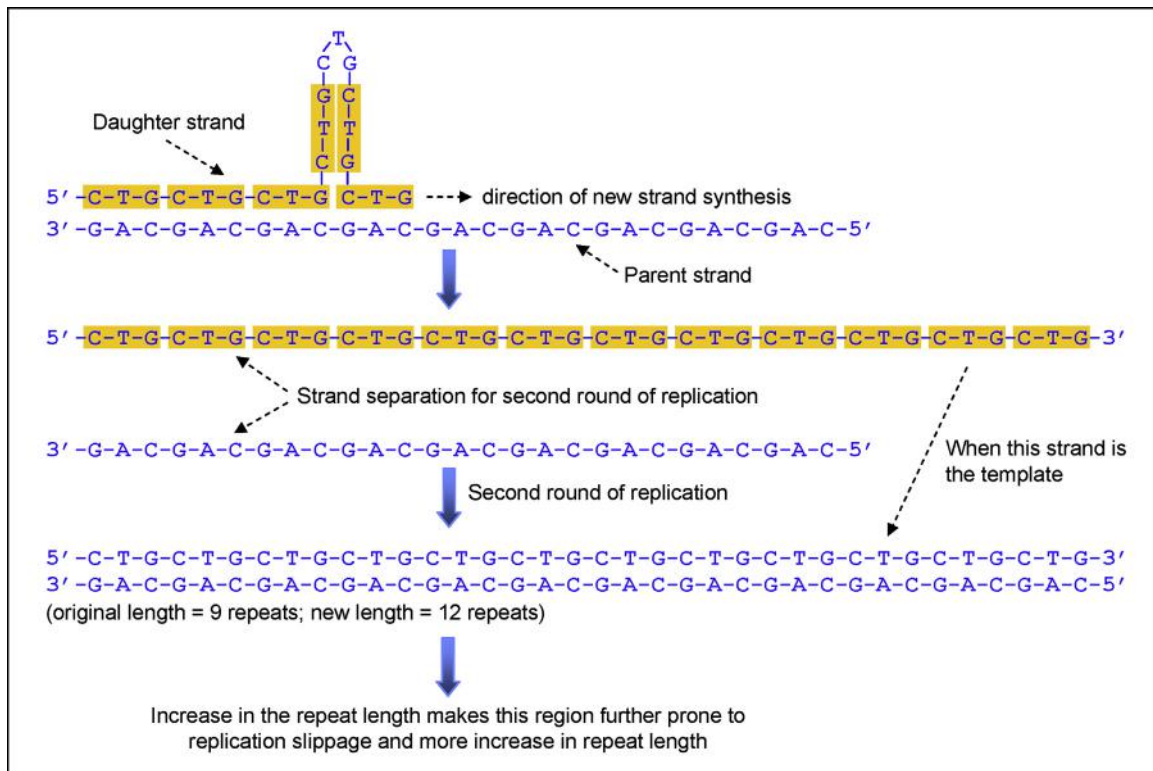 T
C G
G C
T T
C G
Daughter strand
5′-C-T-G-C-T-G-C-T-G C-T-G
direction of new strand synthesis
3′-G-A-C-G-A-C-G-A-C-G-A-C-G-A-C-G-A-C-G-A-C-G-A-C-G-A-C-5′
Parent strand
5′-C-T-G-C-T-G-C-T-G-C-T-G-C-T-G-C-T-G-C-T-G-C-T-G-C-T-G-C-T-G-C-T-G-C-T-G-3′
Strand separation for second round of replication
3′-G-A-C-G-A-C-G-A-C-G-A-C-G-A-C-G-A-C-G-A-C-G-A-C-G-A-C-5′
When this strand is
the template
Second round of replication
5′-C-T-G-C-T-G-C-T-G-C-T-G-C-T-G-C-T-G-C-T-G-C-T-G-C-T-G-C-T-G-C-T-G-C-T-G-3′
3′-G-A-C-G-A-C-G-A-C-G-A-C-G-A-C-G-A-C-G-A-C-G-A-C-G-A-C-G-A-C-G-A-C-G-A-C-5′
(original length = 9 repeats; new length = 12 repeats)
Increase in the repeat length makes this region further prone to
replication slippage and more increase in repeat length